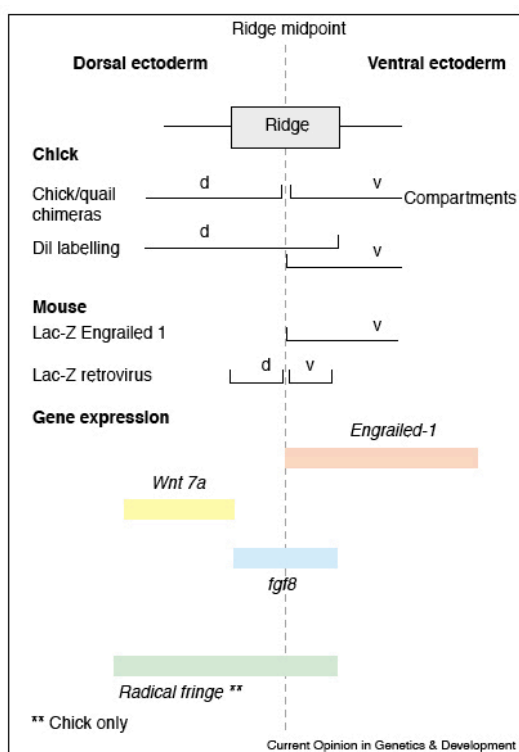 Ridge midpoint
Dorsal ectoderm
Ventral ectoderm
Ridge
Chick
d
v
Chick/quail
chimeras
Compartments
d
DiI labelling
v
Mouse
Lac-Z Engrailed 1
v
Lac-Z retrovirus
d
v
Gene expression
Engrailed-1
Wnt 7a
fgf8
Radical fringe **
** Chick only
Current Opinion in Genetics & Development